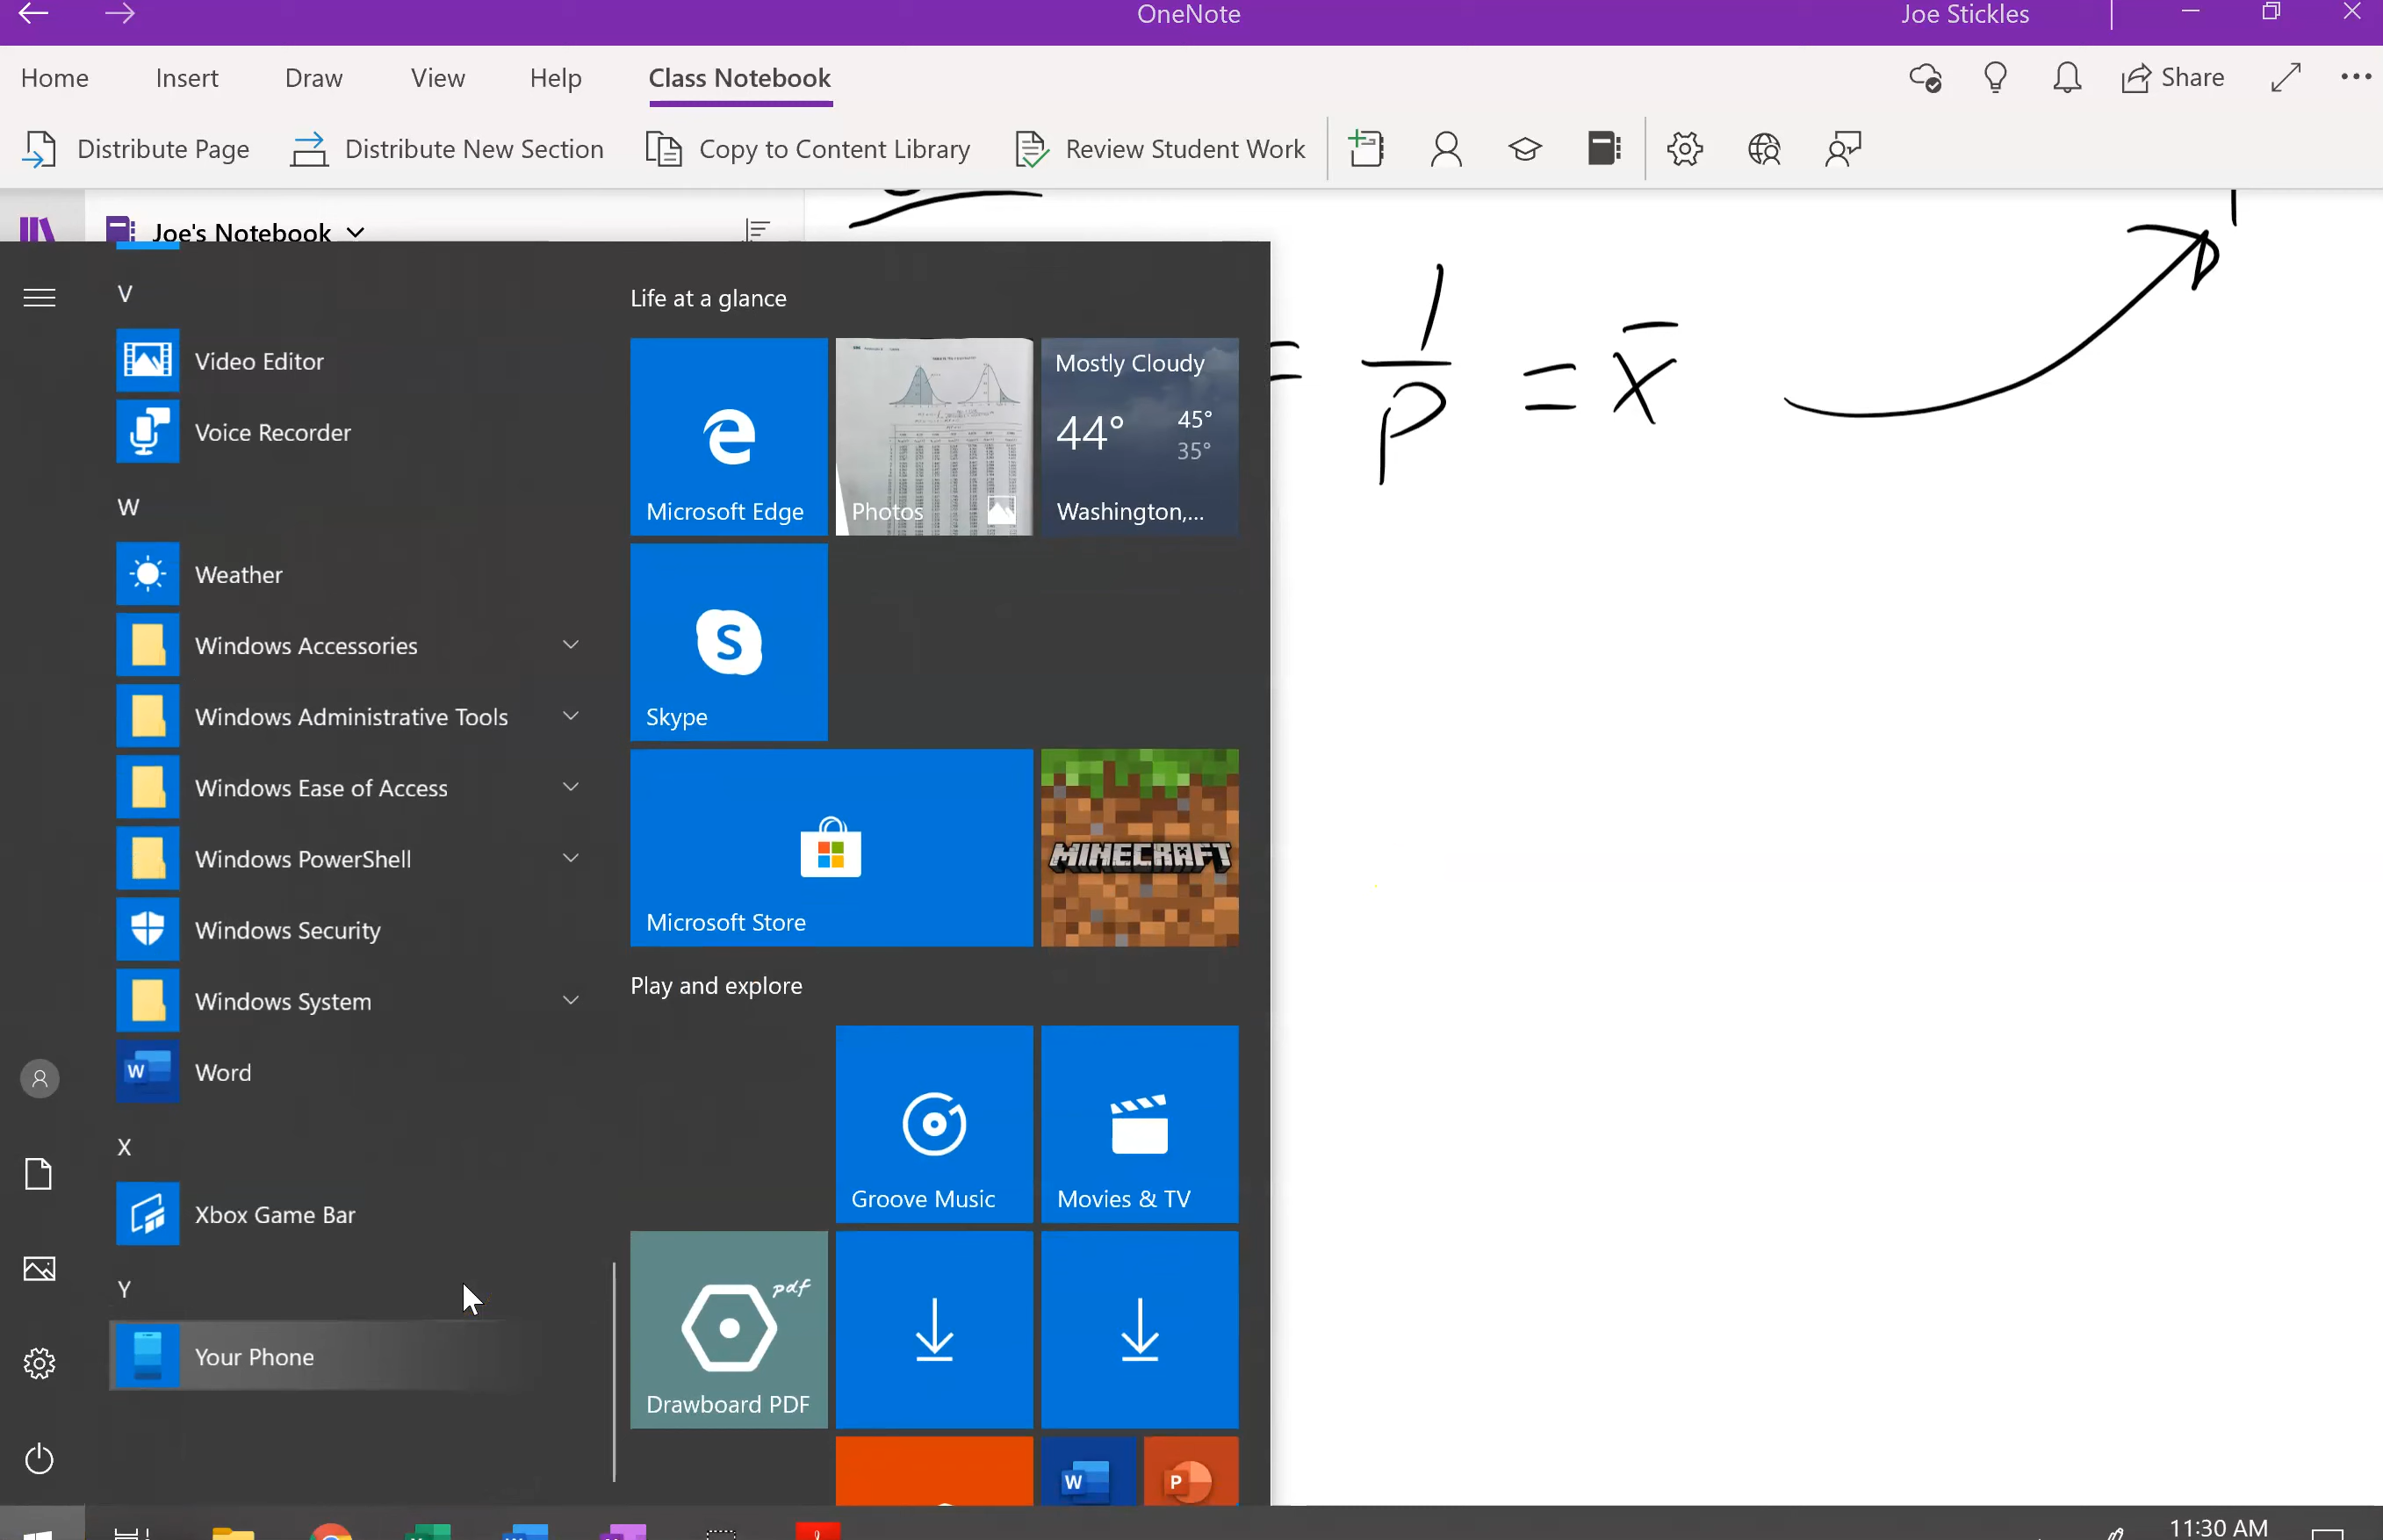 OneNote
Joe Stickles
Home Insert Draw View Help Class Notebook
Share
Distribute Page Distribute New Section Copy to Content Library Review Student Work
Joe's Notebook
= 1/P = x̄
V
Video Editor
Voice Recorder
W
Weather
Windows Accessories
Windows Administrative Tools
Windows Ease of Access
Windows PowerShell
Windows Security
Windows System
Word
X
Xbox Game Bar
Y
Your Phone
Life at a glance
Microsoft Edge
Photos
Mostly Cloudy
44° 45°
35°
Washington,...
Skype
Microsoft Store
MINECRAFT
Play and explore
Groove Music
Movies & TV
pdf
Drawboard PDF
11:30 AM